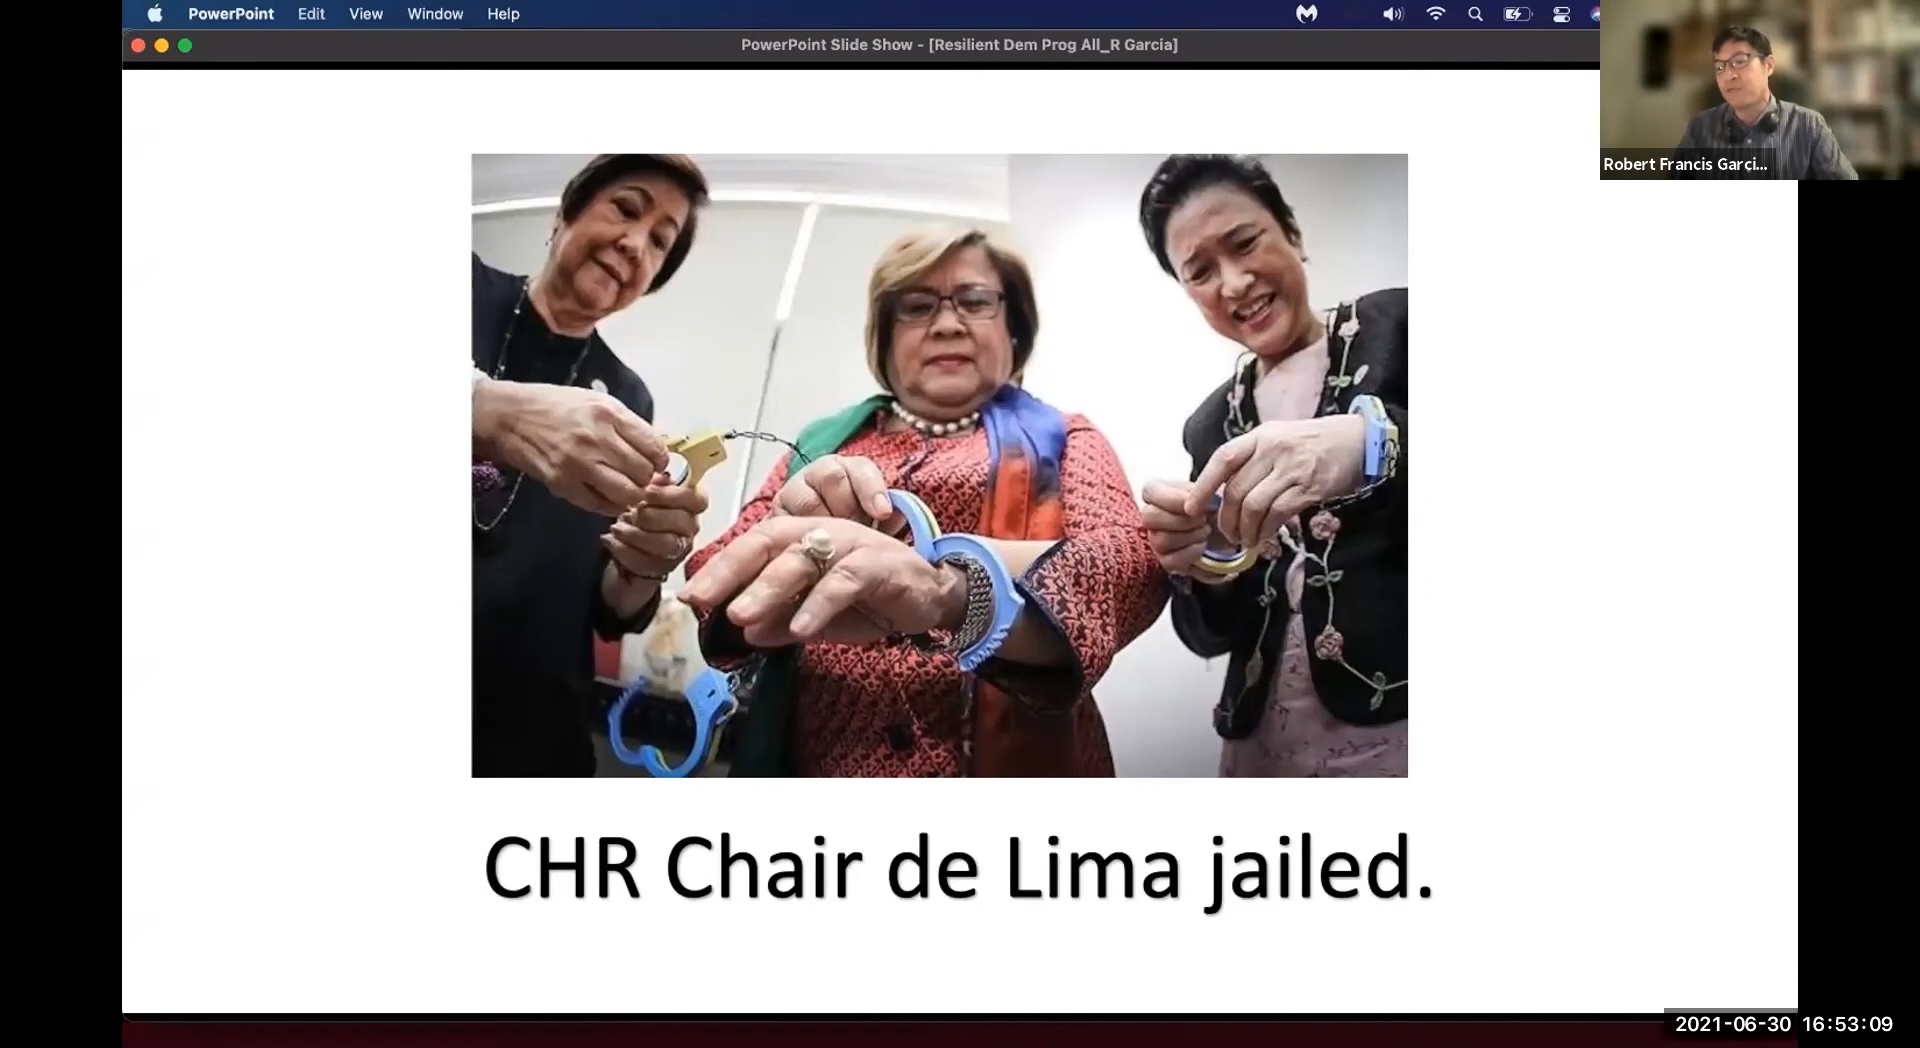 PowerPoint Edit View Window Help
PowerPoint Slide Show - [Resilient Dem Prog All_R Garcia]
Robert Francis Garci...
CHR Chair de Lima jailed.
2021-06-30 16:53:09